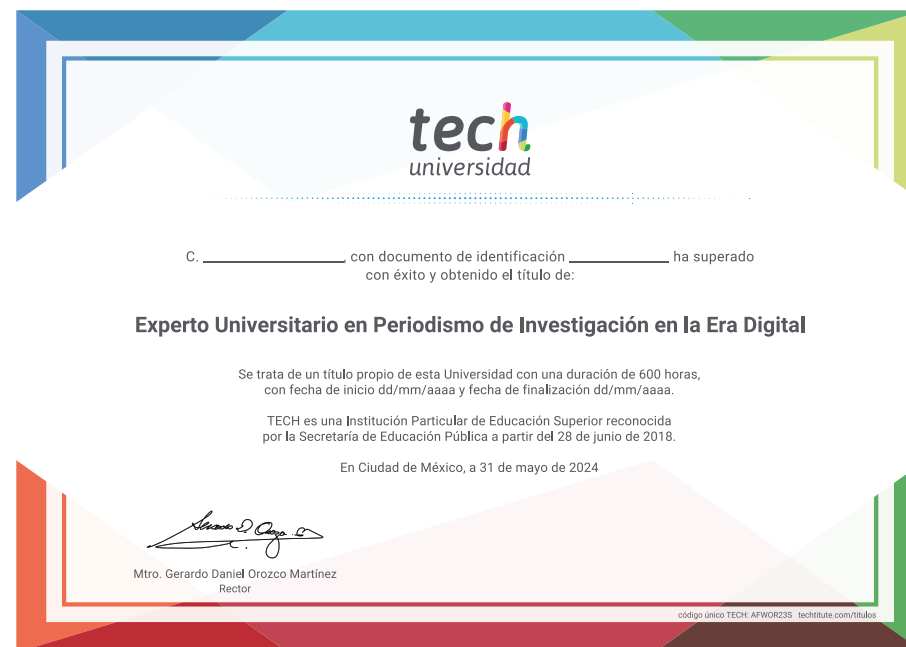 tech
universidad
C. ____________________, con documento de identificación ______________ ha superado
con éxito y obtenido el título de:
Experto Universitario en Periodismo de Investigación en la Era Digital
Se trata de un título propio de esta Universidad con una duración de 600 horas,
con fecha de inicio dd/mm/aaaa y fecha de finalización dd/mm/aaaa.
TECH es una Institución Particular de Educación Superior reconocida
por la Secretaría de Educación Pública a partir del 28 de junio de 2018.
En Ciudad de México, a 31 de mayo de 2024
Mtro. Gerardo Daniel Orozco Martínez
Rector
código único TECH: AFWOR23S techtitute.com/titulos